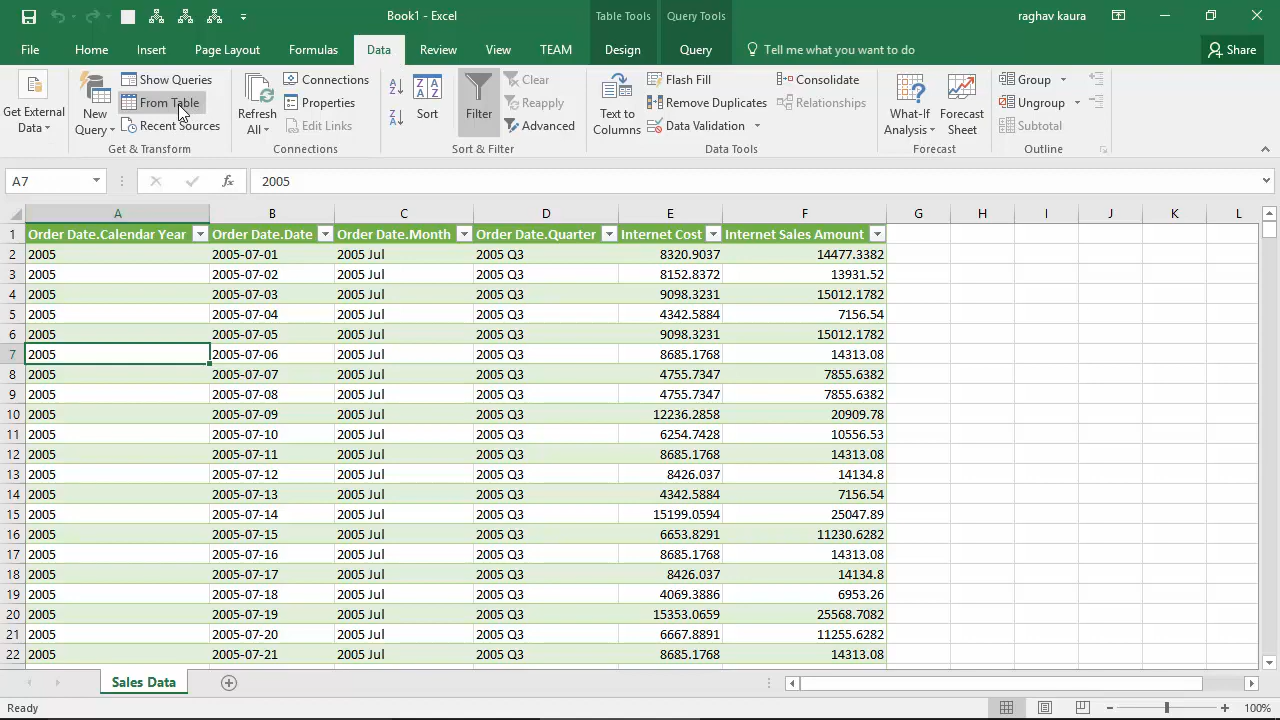 Book1 - Excel
Table Tools
Query Tools
raghav kaura
File Home Insert Page Layout Formulas Data Review View TEAM Design Query Tell me what you want to do Share
Get External Data
New Query
Show Queries
From Table
Recent Sources
Get & Transform
Refresh All
Connections
Properties
Edit Links
Connections
Sort
Filter
Clear
Reapply
Advanced
Sort & Filter
Text to Columns
Flash Fill
Remove Duplicates
Data Validation
Consolidate
Relationships
Data Tools
What-If Analysis
Forecast Sheet
Forecast
Group
Ungroup
Subtotal
Outline
A7 fx 2005
A B C D E F G H I J K L
1 Order Date.Calendar Year Order Date.Date Order Date.Month Order Date.Quarter Internet Cost Internet Sales Amount
2 2005 2005-07-01 2005 Jul 2005 Q3 8320.9037 14477.3382
3 2005 2005-07-02 2005 Jul 2005 Q3 8152.8372 13931.52
4 2005 2005-07-03 2005 Jul 2005 Q3 9098.3231 15012.1782
5 2005 2005-07-04 2005 Jul 2005 Q3 4342.5884 7156.54
6 2005 2005-07-05 2005 Jul 2005 Q3 9098.3231 15012.1782
7 2005 2005-07-06 2005 Jul 2005 Q3 8685.1768 14313.08
8 2005 2005-07-07 2005 Jul 2005 Q3 4755.7347 7855.6382
9 2005 2005-07-08 2005 Jul 2005 Q3 4755.7347 7855.6382
10 2005 2005-07-09 2005 Jul 2005 Q3 12236.2858 20909.78
11 2005 2005-07-10 2005 Jul 2005 Q3 6254.7428 10556.53
12 2005 2005-07-11 2005 Jul 2005 Q3 8685.1768 14313.08
13 2005 2005-07-12 2005 Jul 2005 Q3 8426.037 14134.8
14 2005 2005-07-13 2005 Jul 2005 Q3 4342.5884 7156.54
15 2005 2005-07-14 2005 Jul 2005 Q3 15199.0594 25047.89
16 2005 2005-07-15 2005 Jul 2005 Q3 6653.8291 11230.6282
17 2005 2005-07-16 2005 Jul 2005 Q3 8685.1768 14313.08
18 2005 2005-07-17 2005 Jul 2005 Q3 8426.037 14134.8
19 2005 2005-07-18 2005 Jul 2005 Q3 4069.3886 6953.26
20 2005 2005-07-19 2005 Jul 2005 Q3 15353.0659 25568.7082
21 2005 2005-07-20 2005 Jul 2005 Q3 6667.8891 11255.6282
22 2005 2005-07-21 2005 Jul 2005 Q3 8685.1768 14313.08
Sales Data
Ready 100%